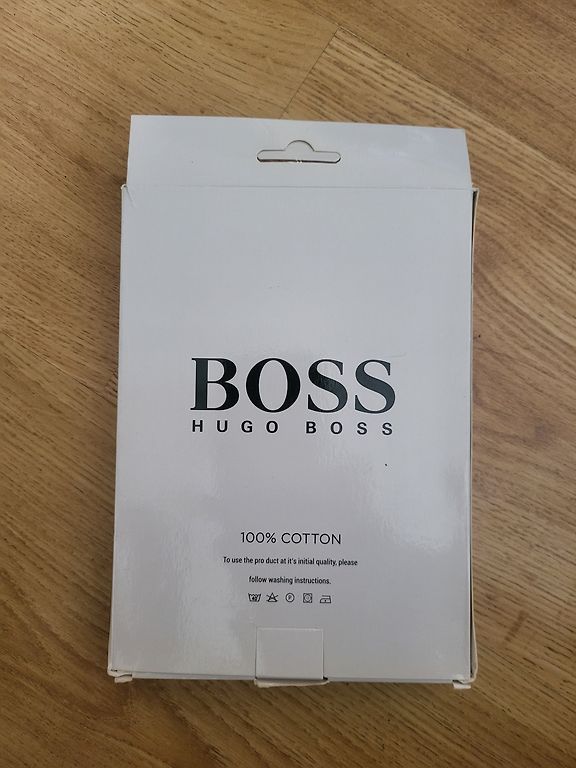 BOSS
HUGO BOSS
100% COTTON
To use the pro duct at it's initial quality, please
follow washing instructions.